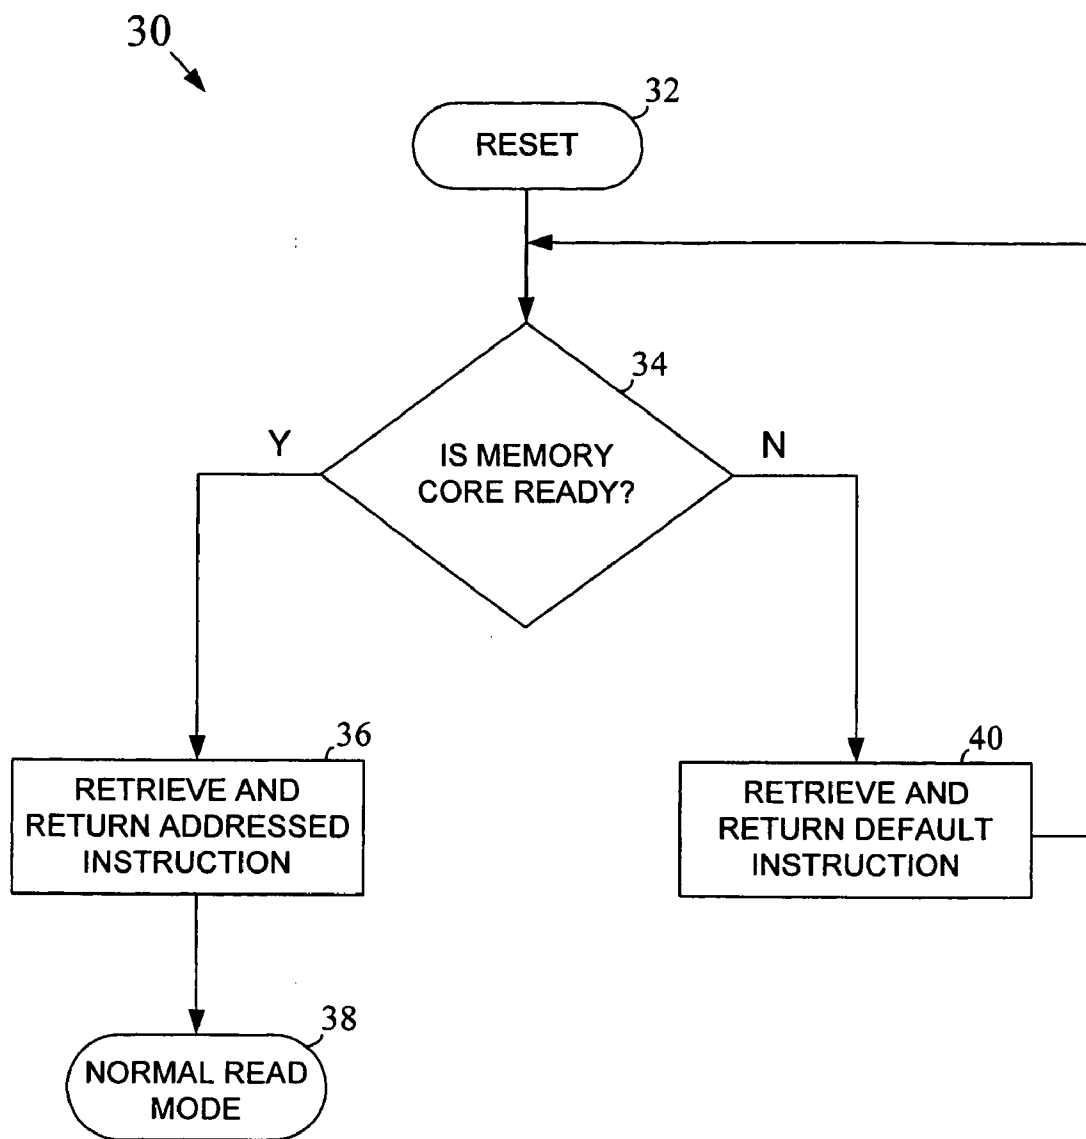 30
32
RESET
34
Y
N
IS MEMORY
CORE READY?
36
RETRIEVE AND
RETURN ADDRESSED
INSTRUCTION
40
RETRIEVE AND
RETURN DEFAULT
INSTRUCTION
38
NORMAL READ
MODE